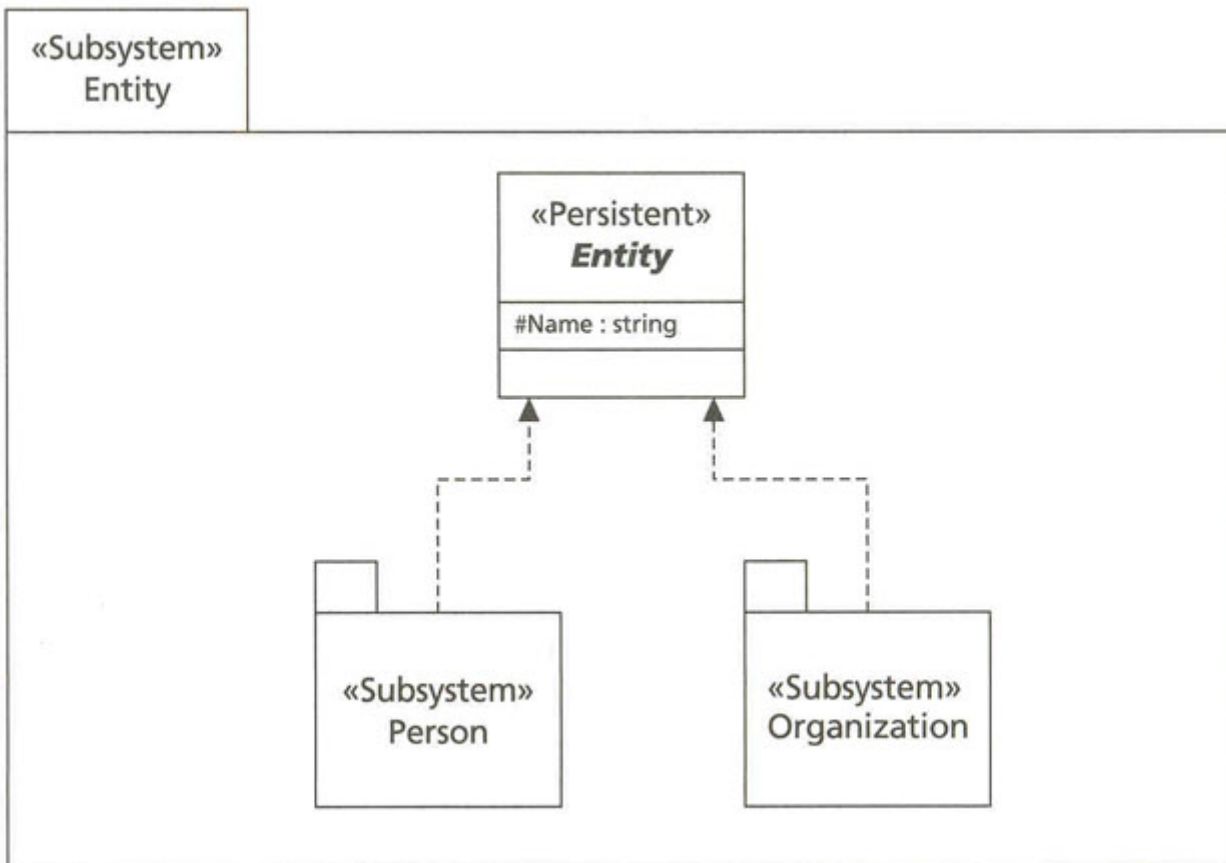 «Subsystem»
Entity
«Persistent»
Entity
#Name : string
«Subsystem»
Person
«Subsystem»
Organization